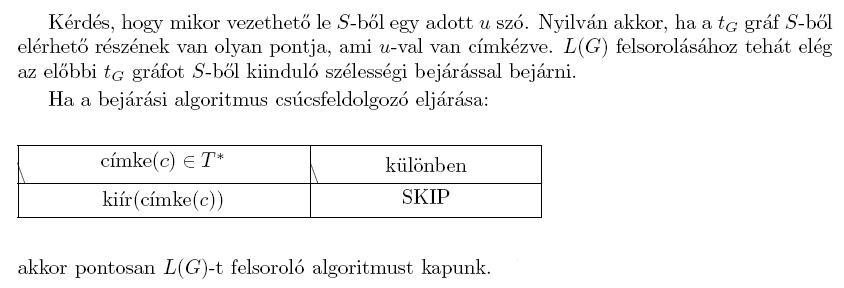 Kérdés, hogy mikor vezethető le S-ből egy adott u szó. Nyilván akkor, ha a t_G gráf S-ből
elérhető részének van olyan pontja, ami u-val van címkézve. L(G) felsorolásához tehát elég
az előbbi t_G gráfot S-ből kiinduló szélességi bejárással bejárni.
Ha a bejárási algoritmus csúcsfeldolgozó eljárása:
címke(c) ∈ T* különben
kiír(címke(c)) SKIP
akkor pontosan L(G)-t felsoroló algoritmust kapunk.